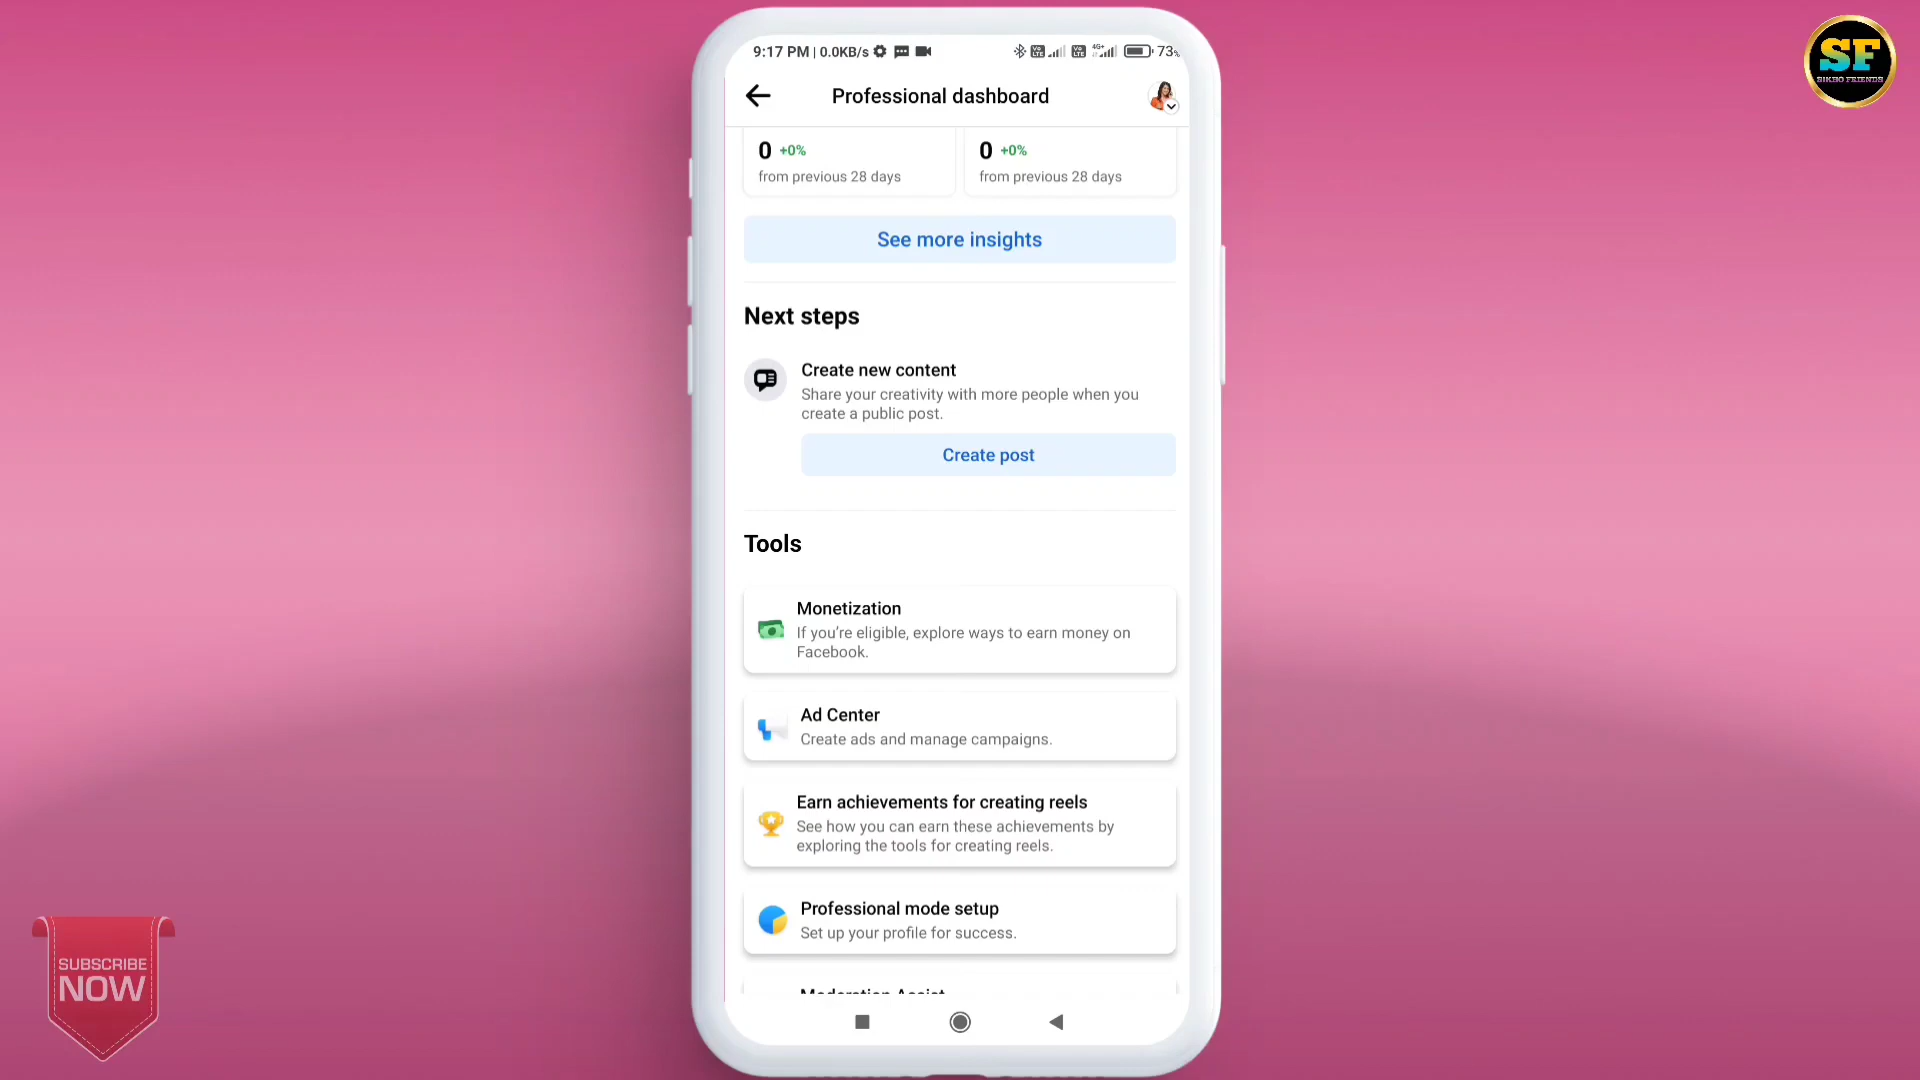 9:17 PM | 0.0KB/s 73%
SF
SIKHO FRIENDS
Professional dashboard
0 +0% 0 +0%
from previous 28 days from previous 28 days
See more insights
Next steps
Create new content
Share your creativity with more people when you
create a public post.
Create post
Tools
Monetization
If you’re eligible, explore ways to earn money on
Facebook.
Ad Center
Create ads and manage campaigns.
Earn achievements for creating reels
See how you can earn these achievements by
exploring the tools for creating reels.
Professional mode setup
Set up your profile for success.
Moderation Assist
SUBSCRIBE
NOW